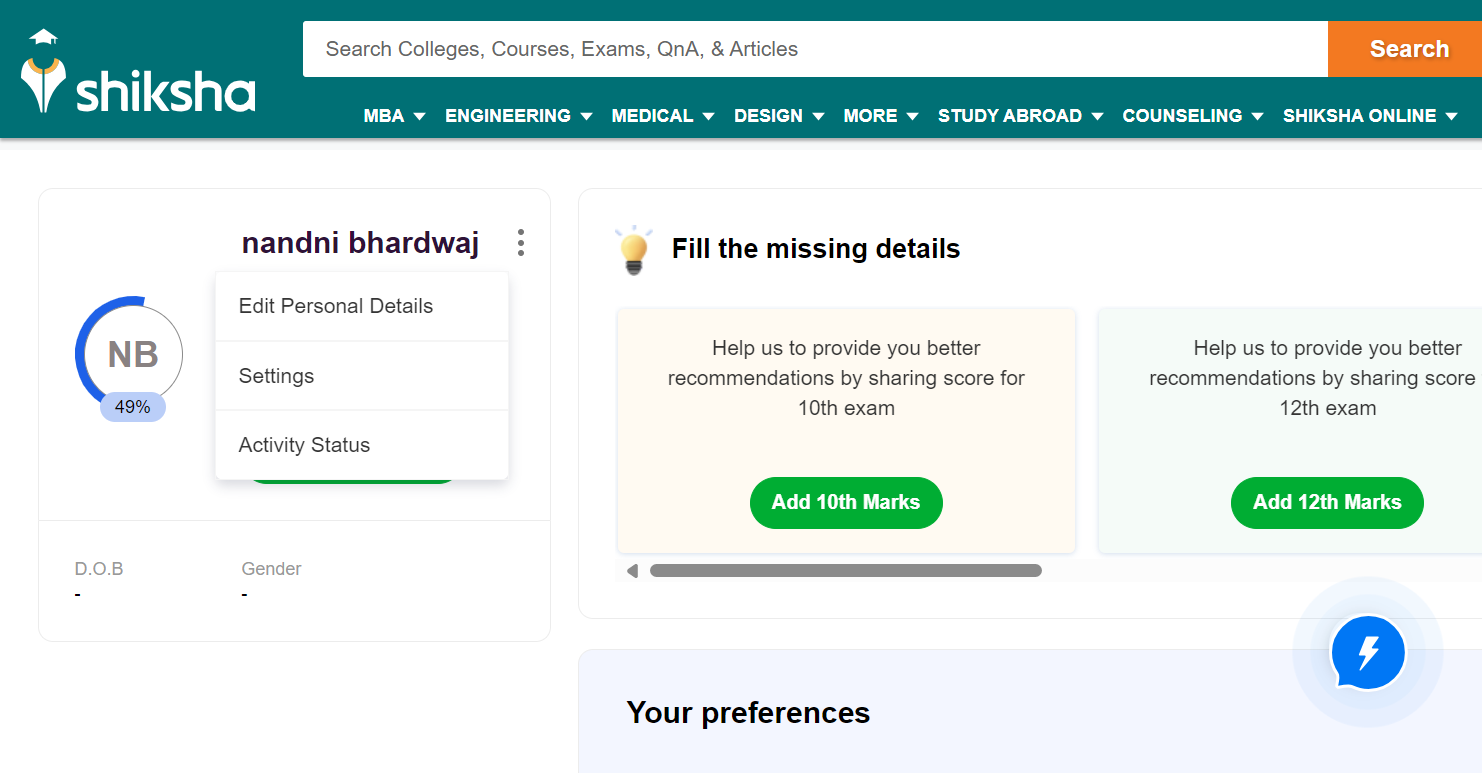 shiksha
Search Colleges, Courses, Exams, QnA, & Articles
Search
MBA ENGINEERING MEDICAL DESIGN MORE STUDY ABROAD COUNSELING SHIKSHA ONLINE
nandni bhardwaj
Edit Personal Details
Settings
Activity Status
NB
49%
D.O.B
-
Gender
-
Fill the missing details
Help us to provide you better
recommendations by sharing score for
10th exam
Add 10th Marks
Help us to provide you better
recommendations by sharing score
12th exam
Add 12th Marks
Your preferences